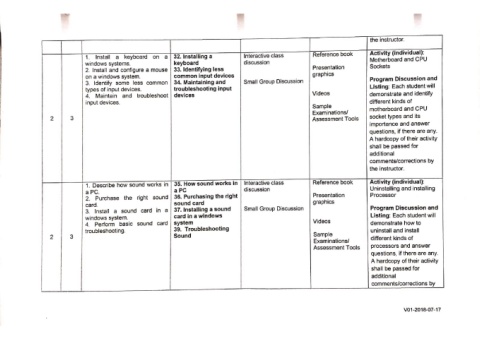 the instructor.
2
3
1. Install a keyboard on a
windows systems.
2. Install and configure a mouse
on a windows system.
3. Identify some less common
types of input devices.
4. Maintain and troubleshoot
input devices.
32. Installing a
keyboard
33. Identifying less
common input devices
34. Maintaining and
troubleshooting input
devices
Interactive class
discussion
Small Group Discussion
Reference book
Presentation
graphics
Videos
Sample
Examinations/
Assessment Tools
Activity (individual):
Motherboard and CPU
Sockets
Program Discussion and
Listing: Each student will
demonstrate and identify
different kinds of
motherboard and CPU
socket types and its
importance and answer
questions, if there are any.
A hardcopy of their activity
shall be passed for
additional
comments/corrections by
the instructor.
2
3
1. Describe how sound works in
a PC.
2. Purchase the right sound
card.
3. Install a sound card in a
windows system.
4. Perform basic sound card
troubleshooting.
35. How sound works in
a PC
36. Purchasing the right
sound card
37. Installing a sound
card in a windows
system
39. Troubleshooting
Sound
Interactive class
discussion
Small Group Discussion
Reference book
Presentation
graphics
Videos
Sample
Examinations/
Assessment Tools
Activity (individual):
Uninstalling and installing
Processor
Program Discussion and
Listing: Each student will
demonstrate how to
uninstall and install
different kinds of
processors and answer
questions, if there are any.
A hardcopy of their activity
shall be passed for
additional
comments/corrections by
V01-2018-07-17